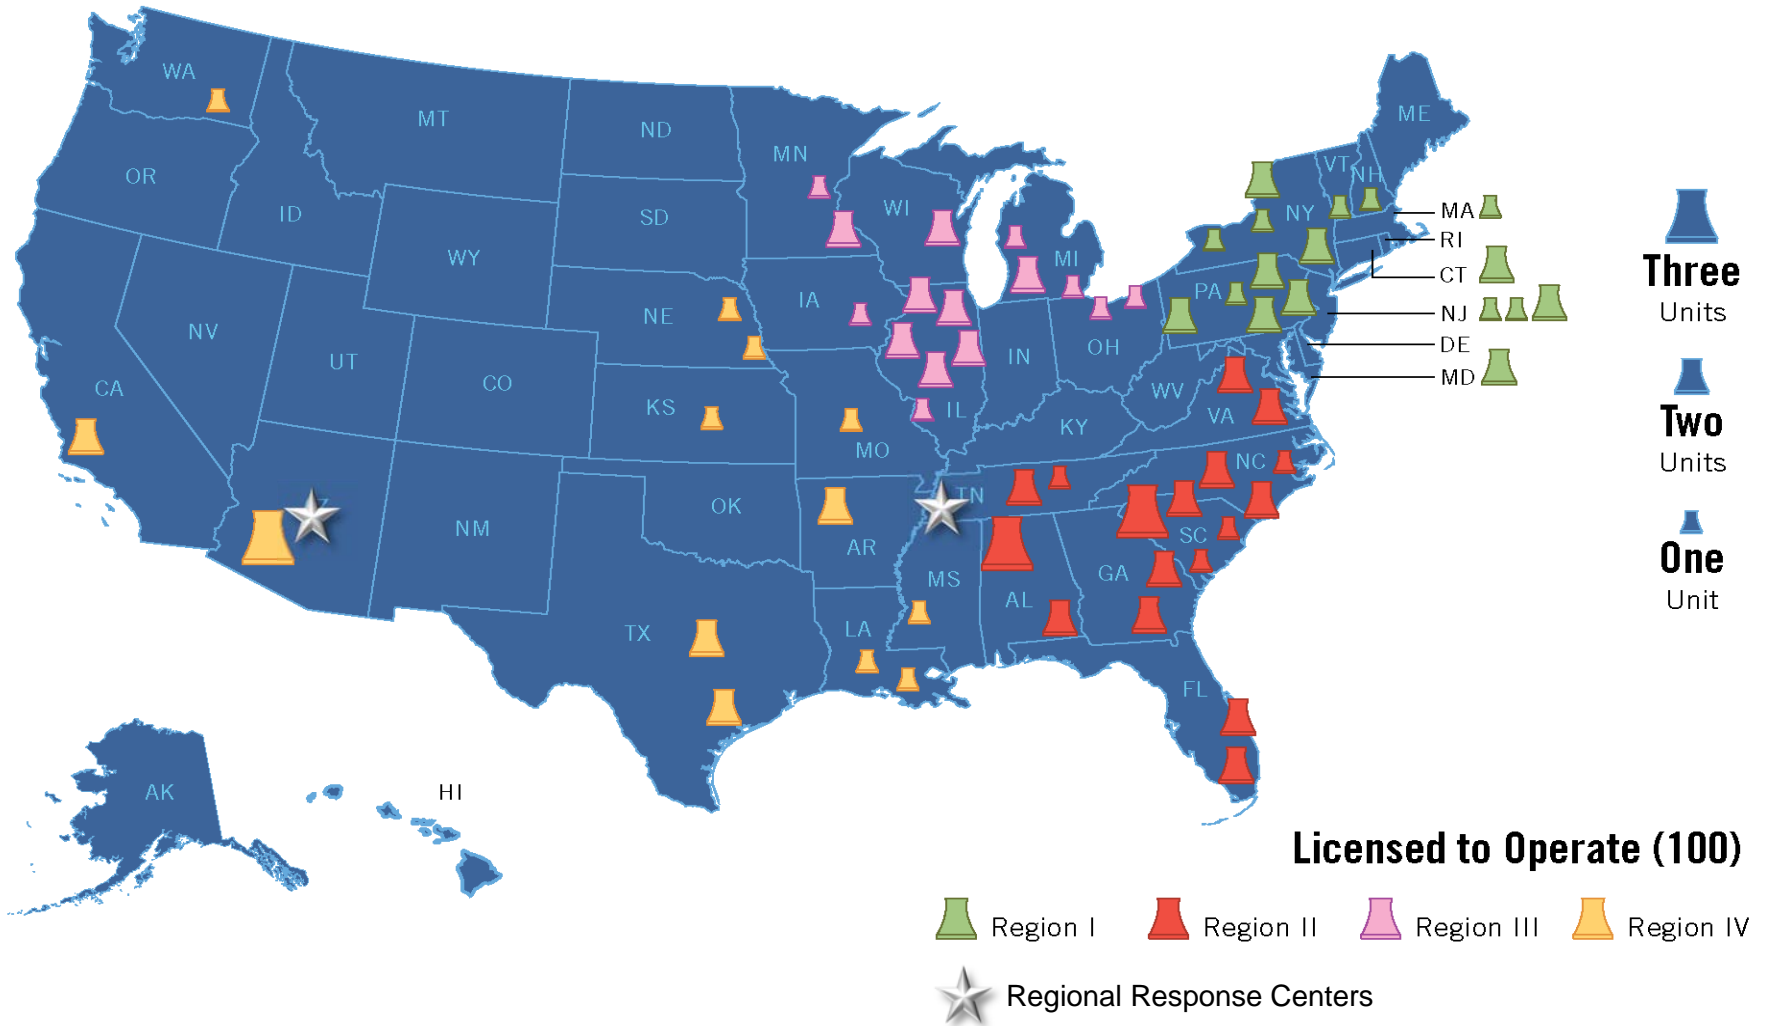 WA
MT
ND
MN
ME
OR
ID
SD
WI
VT
NH
NY
MA
RI
WY
MI
CT
PA
NJ
NV
UT
NE
IA
IN
OH
DE
MD
CA
CO
KS
IL
WV
VA
KY
MO
NC
NM
OK
TN
AR
SC
MS
GA
AL
TX
LA
FL
AK
HI
Three
Units
Two
Units
One
Unit
Licensed to Operate (100)
Region I
Region II
Region III
Region IV
Regional Response Centers